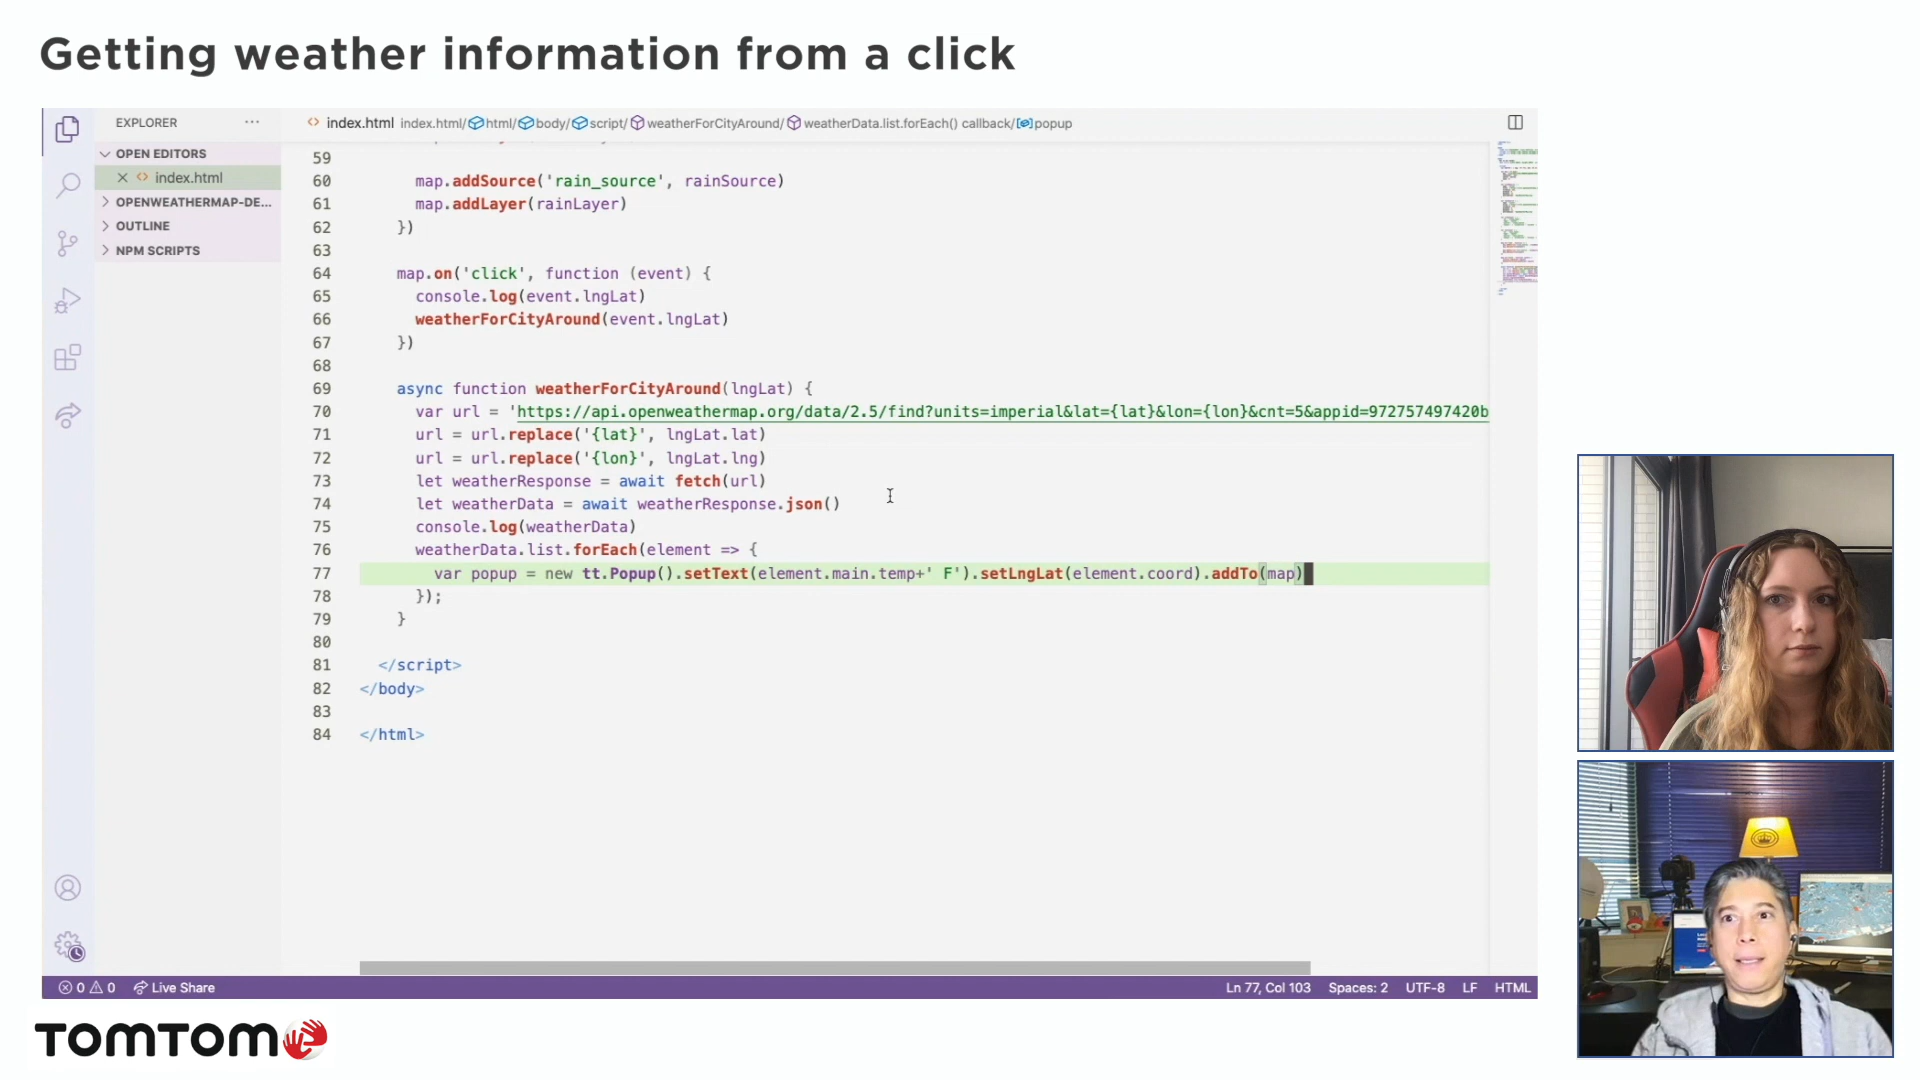 Getting weather information from a click
EXPLORER ...
index.html index.html/html/body/script/weatherForCityAround/weatherData.list.forEach() callback/popup
OPEN EDITORS
index.html
OPENWEATHERMAP-DE...
OUTLINE
NPM SCRIPTS
59
60 map.addSource('rain_source', rainSource)
61 map.addLayer(rainLayer)
62 })
63
64 map.on('click', function (event) {
65 console.log(event.lngLat)
66 weatherForCityAround(event.lngLat)
67 })
68
69 async function weatherForCityAround(lngLat) {
70 var url = 'https://api.openweathermap.org/data/2.5/find?units=imperial&lat={lat}&lon={lon}&cnt=5&appid=972757497420b
71 url = url.replace('{lat}', lngLat.lat)
72 url = url.replace('{lon}', lngLat.lng)
73 let weatherResponse = await fetch(url)
74 let weatherData = await weatherResponse.json()
75 console.log(weatherData)
76 weatherData.list.forEach(element => {
77 var popup = new tt.Popup().setText(element.main.temp+' F').setLngLat(element.coord).addTo(map)
78 });
79 }
80
81 </script>
82 </body>
83
84 </html>
0 0 Live Share
Ln 77, Col 103 Spaces: 2 UTF-8 LF HTML
TOMTOM